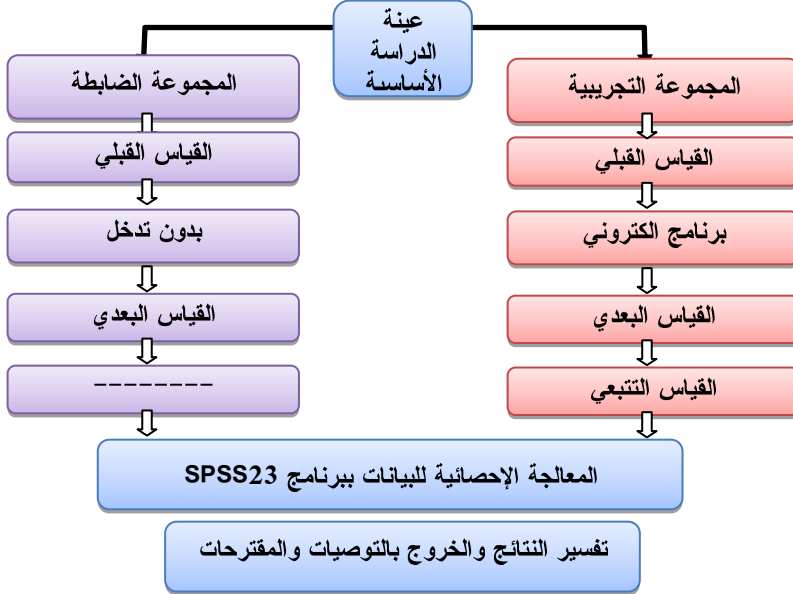 عينة
الدراسة
الأساسية
المجموعة التجريبية
المجموعة الضابطة
القياس القبلي
القياس القبلي
برنامج الكتروني
بدون تدخل
القياس البعدي
القياس البعدي
القياس التتبعي
--------
المعالجة الإحصائية للبيانات ببرنامج SPSS23
تفسير النتائج والخروج بالتوصيات والمقترحات